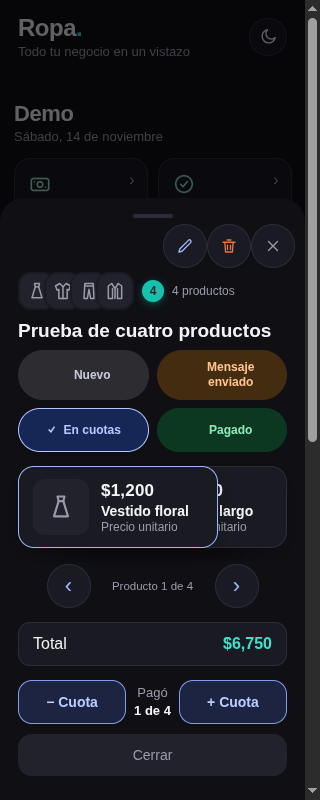 Ropa.
Todo tu negocio en un vistazo
Demo
Sábado, 14 de noviembre
4
4 productos
Prueba de cuatro productos
Nuevo
Mensaje
enviado
En cuotas
Pagado
$1,200
Vestido floral
Precio unitario
0
largo
nitario
Producto 1 de 4
Total
$6,750
− Cuota
Pagó
1 de 4
+ Cuota
Cerrar